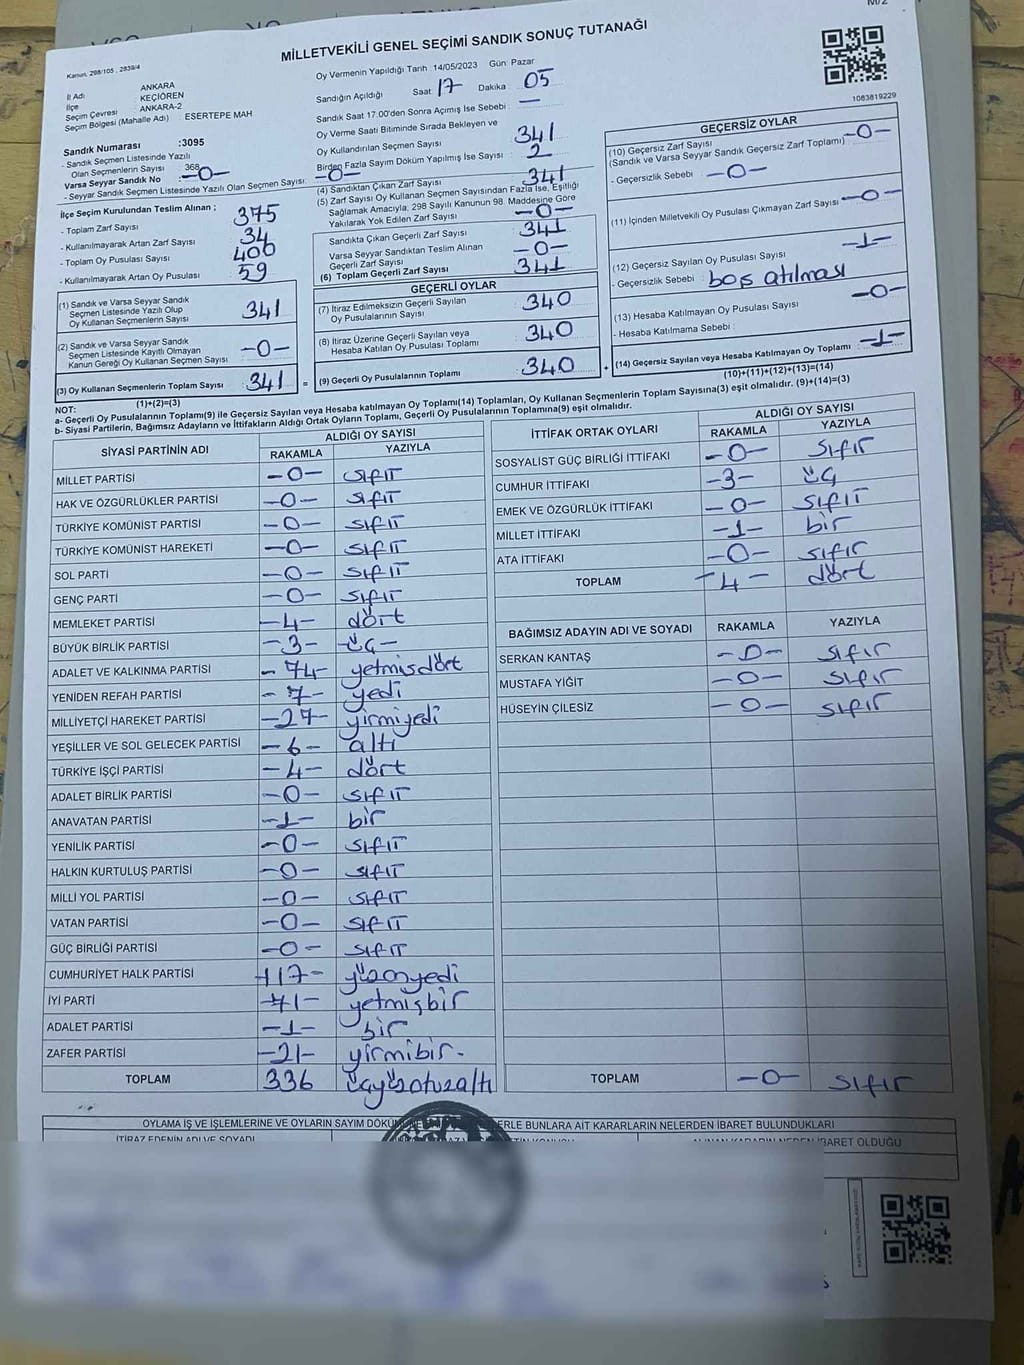 MİLLETVEKİLİ GENEL SEÇİMİ SANDIK SONUÇ TUTANAĞI
Kanun, 298/105 , 2839/4
İl Adı ANKARA
İlçe : KEÇİÖREN
Seçim Çevresi : ANKARA-2
Seçim Bölgesi (Mahalle Adı) : ESERTEPE MAH
Sandık Numarası :3095
- Sandık Seçmen Listesinde Yazılı
Olan Seçmenlerin Sayısı : 368
Varsa Seyyar Sandık No : -0-
- Seyyar Sandık Seçmen Listesinde Yazılı Olan Seçmen Sayısı: -0-
Oy Vermenin Yapıldığı Tarih :14/05/2023 Gün: Pazar
Sandığın Açıldığı Saat 17 Dakika : 05
Sandık Saat 17.00'den Sonra Açımış İse Sebebi : —
Oy Verme Saati Bitiminde Sırada Bekleyen ve
Oy Kullandırılan Seçmen Sayısı 341
Birden Fazla Sayım Döküm Yapılmış İse Sayısı : 2
(4) Sandıktan Çıkan Zarf Sayısı 341
(5) Zarf Sayısı Oy Kullanan Seçmen Sayısından Fazla İse, Eşitliği
Sağlamak Amacıyla, 298 Sayılı Kanunun 98. Maddesine Göre
Yakılarak Yok Edilen Zarf Sayısı -0-
Sandıkta Çıkan Geçerli Zarf Sayısı 341
Varsa Seyyar Sandıktan Teslim Alınan
Geçerli Zarf Sayısı -0-
(6) Toplam Geçerli Zarf Sayısı 341
1083819229
GEÇERSİZ OYLAR
(10) Geçersiz Zarf Sayısı
(Sandık ve Varsa Seyyar Sandık Geçersiz Zarf Toplamı) -0-
- Geçersizlik Sebebi -0-
(11) İçinden Milletvekili Oy Pusulası Çıkmayan Zarf Sayısı -0-
(12) Geçersiz Sayılan Oy Pusulası Sayısı -1-
- Geçersizlik Sebebi boş atılması
(13) Hesaba Katılmayan Oy Pusulası Sayısı -0-
- Hesaba Katılmama Sebebi :
(14) Geçersiz Sayılan veya Hesaba Katılmayan Oy Toplamı -1-
(10)+(11)+(12)+(13)=(14)
İlçe Seçim Kurulundan Teslim Alınan :
- Toplam Zarf Sayısı 375
- Kullanılmayarak Artan Zarf Sayısı 34
- Toplam Oy Pusulası Sayısı 400
- Kullanılmayarak Artan Oy Pusulası 59
(1) Sandık ve Varsa Seyyar Sandık
Seçmen Listesinde Yazılı Olup
Oy Kullanan Seçmenlerin Sayısı 341
(2) Sandık ve Varsa Seyyar Sandık
Seçmen Listesinde Kayıtlı Olmayan
Kanun Gereği Oy Kullanan Seçmen Sayısı -0-
(3) Oy Kullanan Seçmenlerin Toplam Sayısı 341 =
(1)+(2)=(3)
GEÇERLİ OYLAR
(7) İtiraz Edilmeksizin Geçerli Sayılan
Oy Pusulalarının Sayısı 340
(8) İtiraz Üzerine Geçerli Sayılan veya
Hesaba Katılan Oy Pusulası Toplamı 340
(9) Geçerli Oy Pusulalarının Toplamı 340 +
NOT:
a- Geçerli Oy Pusulalarının Toplamı(9) ile Geçersiz Sayılan veya Hesaba katılmayan Oy Toplamı(14) Toplamları, Oy Kullanan Seçmenlerin Toplam Sayısına(3) eşit olmalıdır. (9)+(14)=(3)
b- Siyasi Partilerin, Bağımsız Adayların ve İttifakların Aldığı Ortak Oyların Toplamı, Geçerli Oy Pusulalarının Toplamına(9) eşit olmalıdır.
SİYASİ PARTİNİN ADI ALDIĞI OY SAYISI
RAKAMLA YAZIYLA
MİLLET PARTİSİ -0- sıfır
HAK VE ÖZGÜRLÜKLER PARTİSİ -0- sıfır
TÜRKİYE KOMÜNİST PARTİSİ -0- sıfır
TÜRKİYE KOMÜNİST HAREKETİ -0- sıfır
SOL PARTİ -0- sıfır
GENÇ PARTİ -0- sıfır
MEMLEKET PARTİSİ -4- dört
BÜYÜK BİRLİK PARTİSİ -3- üç-
ADALET VE KALKINMA PARTİSİ -74- yetmişdört
YENİDEN REFAH PARTİSİ -7- yedi
MİLLİYETÇİ HAREKET PARTİSİ -27- yirmiyedi
YEŞİLLER VE SOL GELECEK PARTİSİ -6- altı
TÜRKİYE İŞÇİ PARTİSİ -4- dört
ADALET BİRLİK PARTİSİ -0- sıfır
ANAVATAN PARTİSİ -1- bir
YENİLİK PARTİSİ -0- sıfır
HALKIN KURTULUŞ PARTİSİ -0- sıfır
MİLLİ YOL PARTİSİ -0- sıfır
VATAN PARTİSİ -0- sıfır
GÜÇ BİRLİĞİ PARTİSİ -0- sıfır
CUMHURİYET HALK PARTİSİ -117- yüzonyedi
İYİ PARTİ -71- yetmişbir
ADALET PARTİSİ -1- bir
ZAFER PARTİSİ -21- yirmibir-
TOPLAM 336 üçyüzotuzaltı
İTTİFAK ORTAK OYLARI ALDIĞI OY SAYISI
RAKAMLA YAZIYLA
SOSYALİST GÜÇ BİRLİĞİ İTTİFAKI -0- sıfır
CUMHUR İTTİFAKI -3- üç
EMEK VE ÖZGÜRLÜK İTTİFAKI -0- sıfır
MİLLET İTTİFAKI -1- bir
ATA İTTİFAKI -0- sıfır
TOPLAM -4- dört
BAĞIMSIZ ADAYIN ADI VE SOYADI RAKAMLA YAZIYLA
SERKAN KANTAŞ -0- sıfır
MUSTAFA YİĞİT -0- sıfır
HÜSEYİN ÇİLESİZ -0- sıfır
TOPLAM -0- sıfır
OYLAMA İŞ VE İŞLEMLERİNE VE OYLARIN SAYIM DÖKÜM ERLE BUNLARA AİT KARARLARIN NELERDEN İBARET BULUNDUKLARI
İTİRAZ EDENİN ADI VE SOYADI